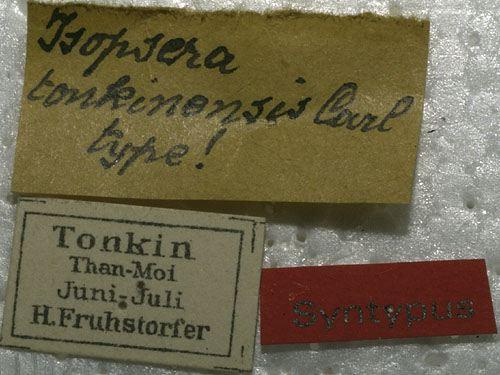 Isopsera
tonkinensis Carl
type!
Tonkin
Than-Moi
Juni-Juli
H. Fruhstorfer
Syntypus